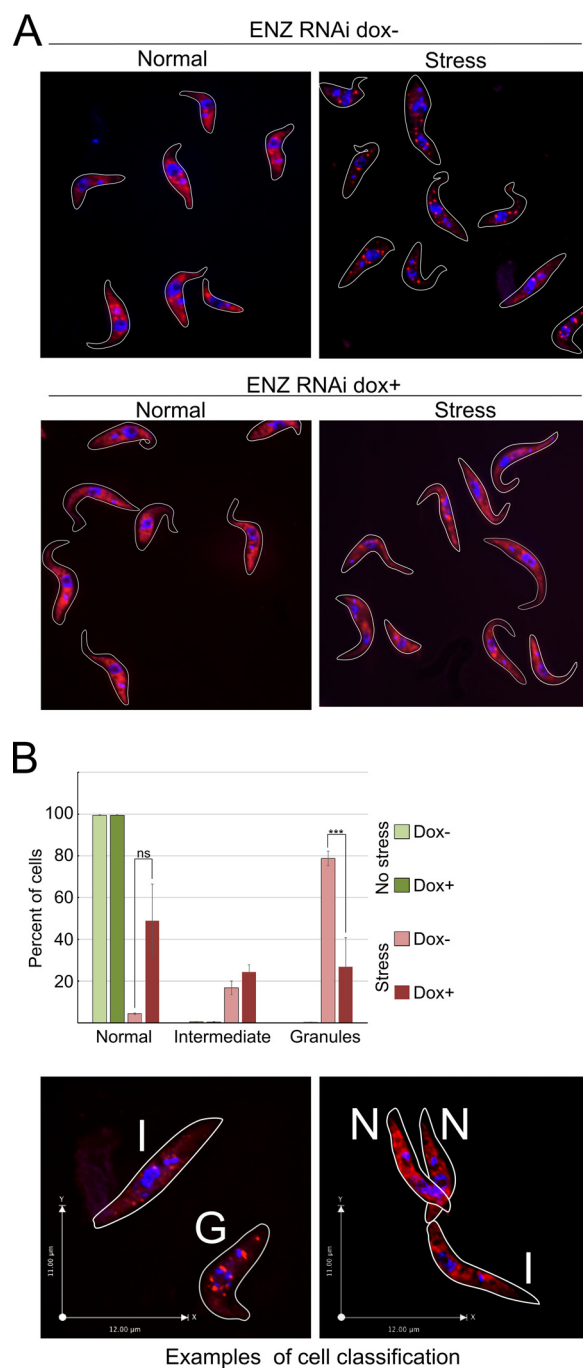 A
ENZ RNAi dox-
Normal Stress
ENZ RNAi dox+
Normal Stress
B
Percent of cells
100
80
60
40
20
ns
***
Normal Intermediate Granules
No stress
Dox-
Dox+
Stress
Dox-
Dox+
I
G
N N
I
Y
11.00 µm
12.00 µm
X
Y
11.00 µm
12.00 µm
X
Examples of cell classification